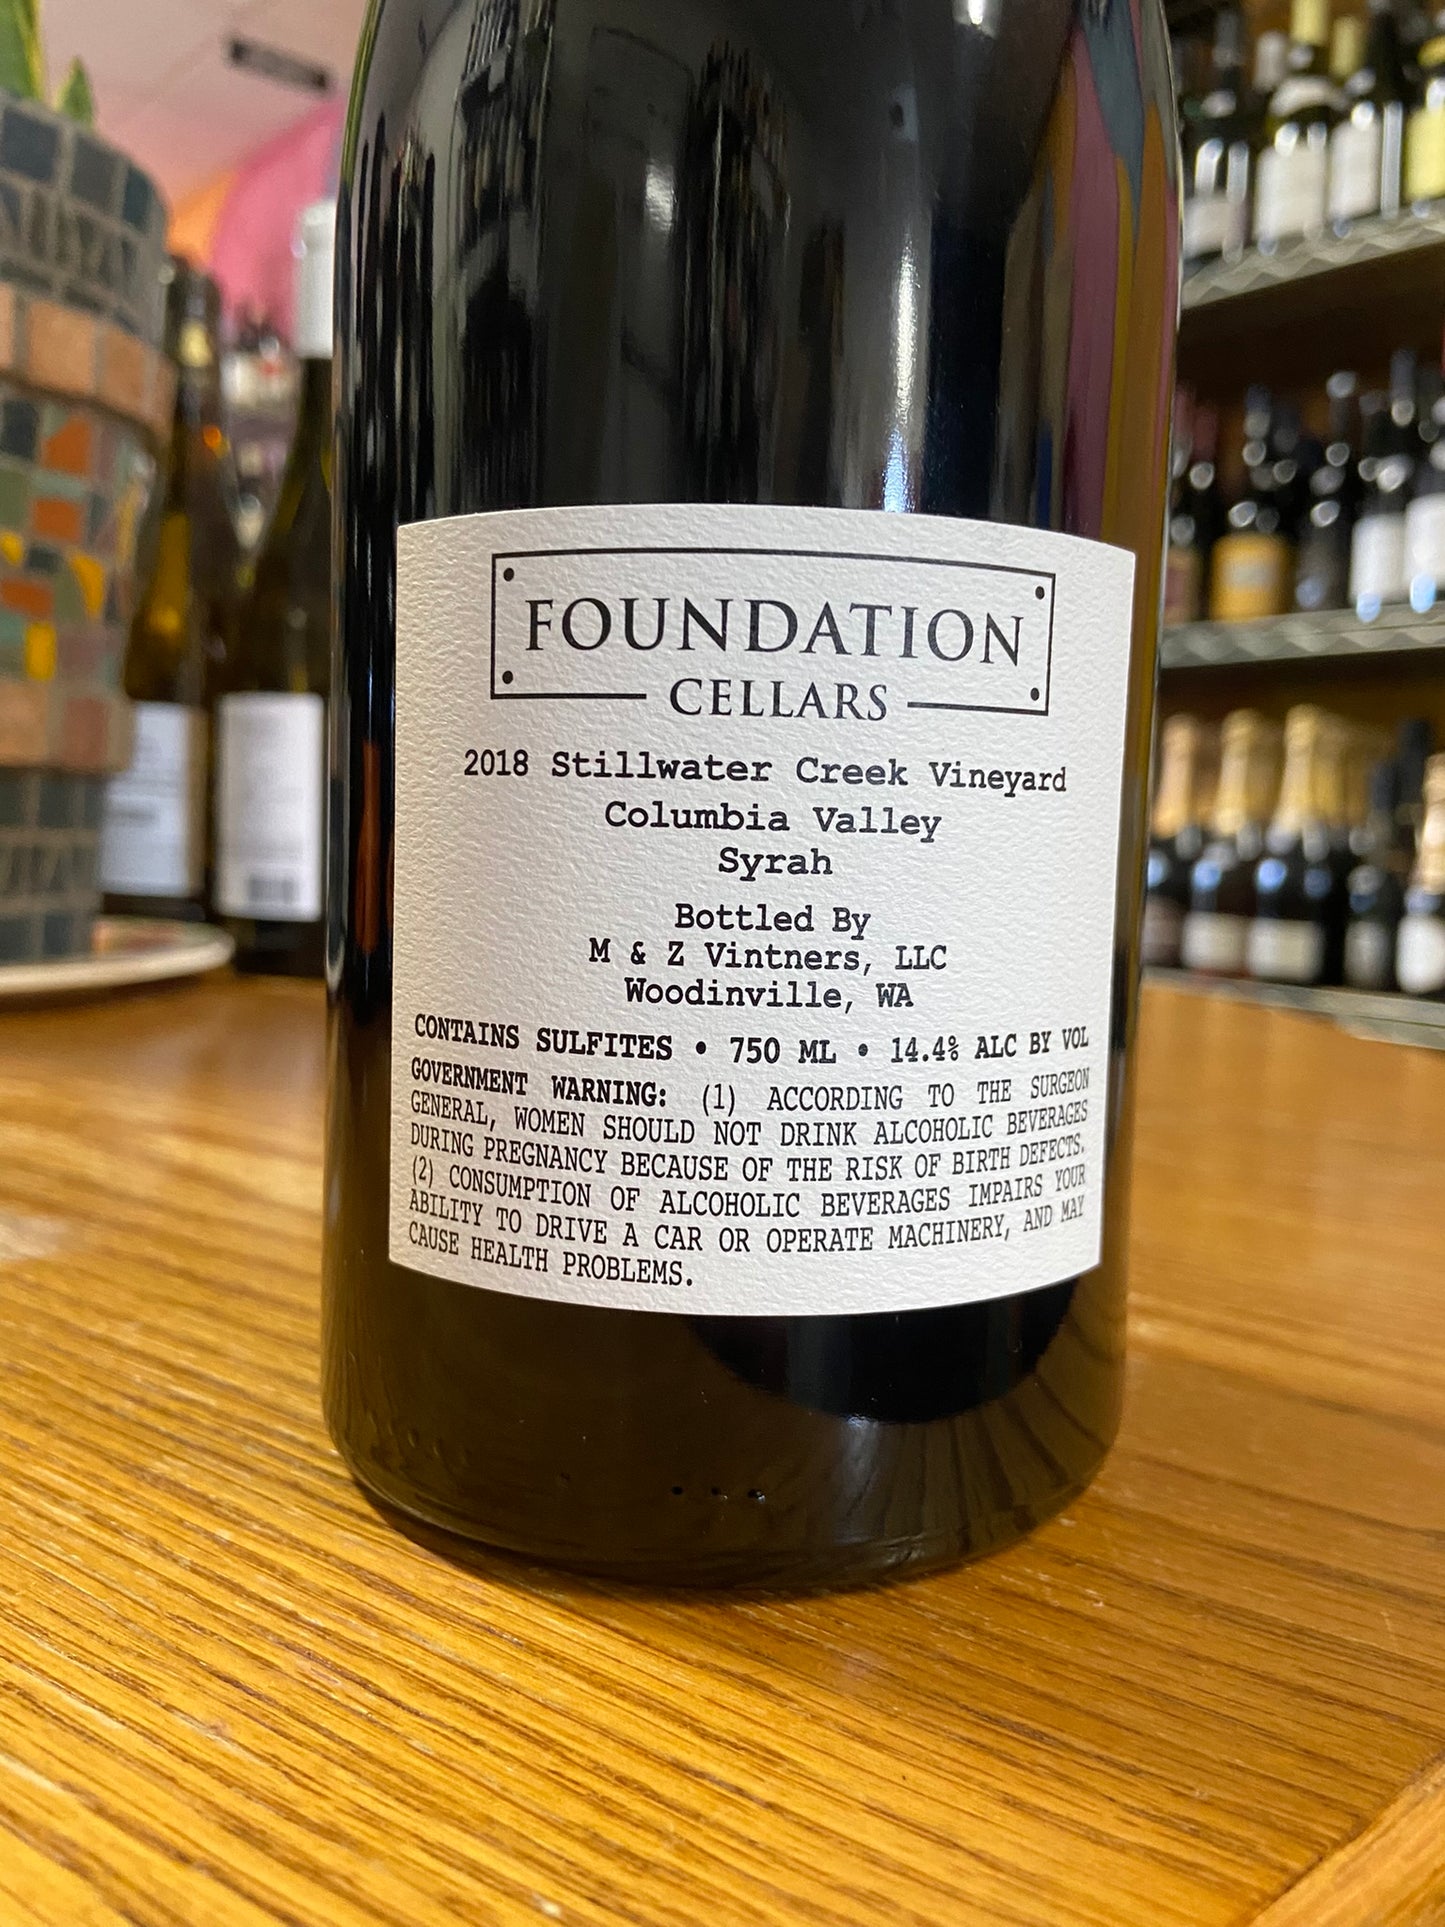 FOUNDATION
CELLARS
2018 Stillwater Creek Vineyard
Columbia Valley
Syrah
Bottled By
M & Z Vintners, LLC
Woodinville, WA
CONTAINS SULFITES • 750 ML • 14.4% ALC BY VOL
GOVERNMENT WARNING: (1) ACCORDING TO THE SURGEON
GENERAL, WOMEN SHOULD NOT DRINK ALCOHOLIC BEVERAGES
DURING PREGNANCY BECAUSE OF THE RISK OF BIRTH DEFECTS.
(2) CONSUMPTION OF ALCOHOLIC BEVERAGES IMPAIRS YOUR
ABILITY TO DRIVE A CAR OR OPERATE MACHINERY, AND MAY
CAUSE HEALTH PROBLEMS.